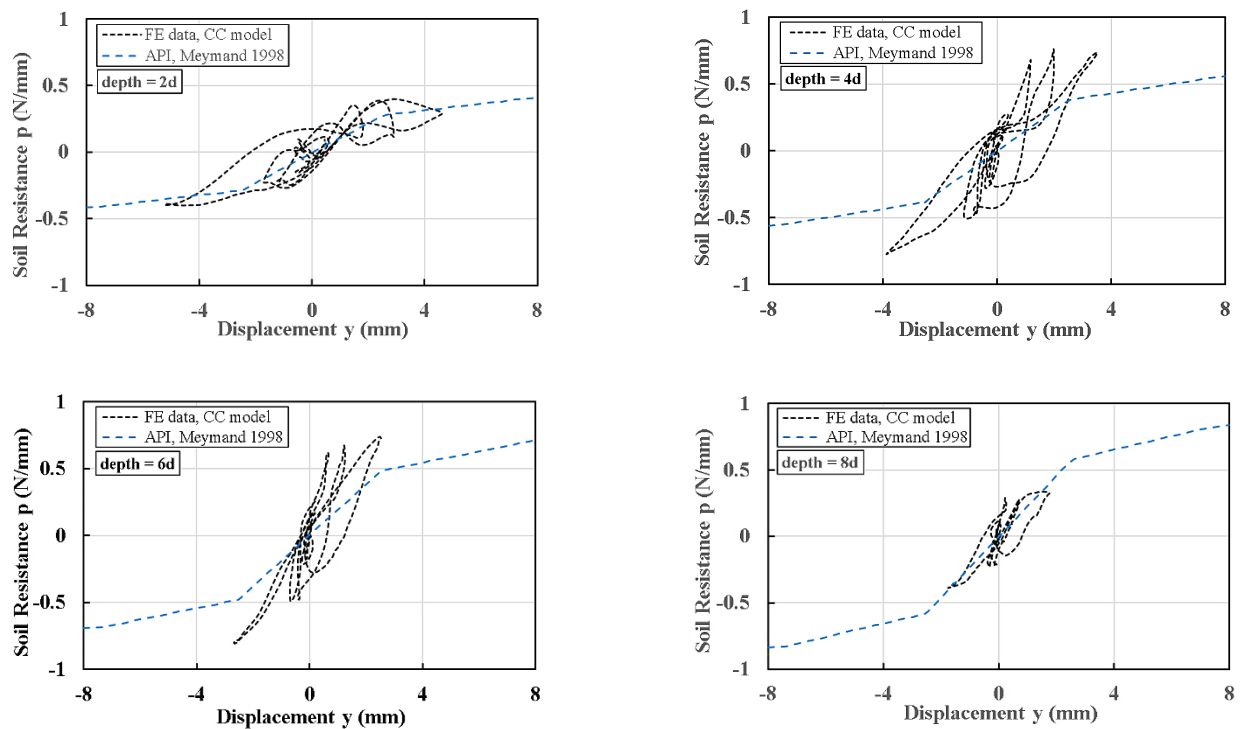 1
0.5
0
-0.5
-1
-8
-4
0
4
8
Soil Resistance p (N/mm)
Displacement y (mm)
FE data, CC model
API, Meymand 1998
depth = 2d
1
0.5
0
-0.5
-1
-8
-4
0
4
8
Soil Resistance p (N/mm)
Displacement y (mm)
FE data, CC model
API, Meymand 1998
depth = 4d
1
0.5
0
-0.5
-1
-8
-4
0
4
8
Soil Resistance p (N/mm)
Displacement y (mm)
FE data, CC model
API, Meymand 1998
depth = 6d
1
0.5
0
-0.5
-1
-8
-4
0
4
8
Soil Resistance p (N/mm)
Displacement y (mm)
FE data, CC model
API, Meymand 1998
depth = 8d